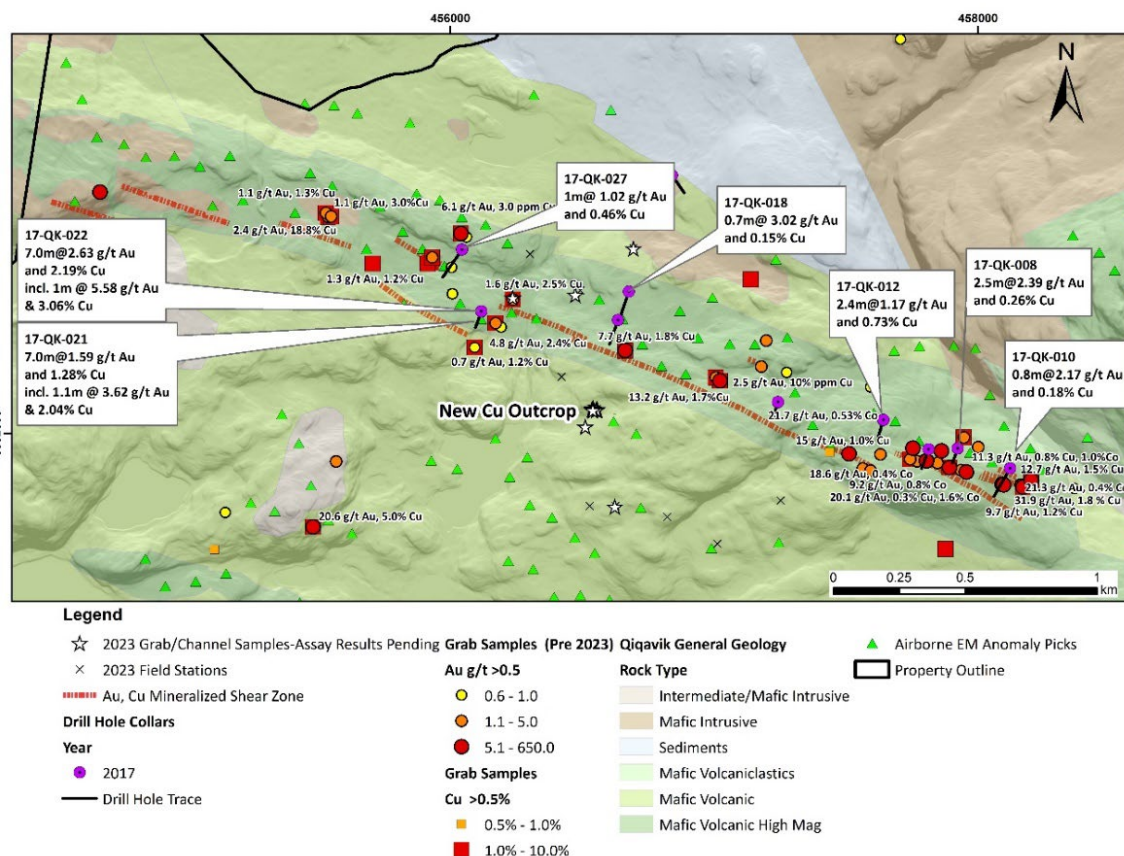 456000
458000
N
17-QK-027
1m@ 1.02 g/t Au
and 0.46% Cu
17-QK-018
0.7m@ 3.02 g/t Au
and 0.15% Cu
17-QK-022
7.0m@2.63 g/t Au
and 2.19% Cu
incl. 1m @ 5.58 g/t Au
& 3.06% Cu
17-QK-008
2.5m@2.39 g/t Au
and 0.26% Cu
17-QK-012
2.4m@1.17 g/t Au
and 0.73% Cu
17-QK-021
7.0m@1.59 g/t Au
and 1.28% Cu
incl. 1.1m @ 3.62 g/t Au
& 2.04% Cu
17-QK-010
0.8m@2.17 g/t Au
and 0.18% Cu
1.1 g/t Au, 1.3% Cu
1.1 g/t Au, 3.0%Cu
6.1 g/t Au, 3.0 ppm Cu
2.4 g/t Au, 18.8% Cu
1.3 g/t Au, 1.2% Cu
1.6 g/t Au, 2.5% Cu
4.8 g/t Au, 2.4% Cu
7.7 g/t Au, 1.8% Cu
0.7 g/t Au, 1.2% Cu
2.5 g/t Au, 10% ppm Cu
13.2 g/t Au, 1.7%Cu
New Cu Outcrop
21.7 g/t Au, 0.53% Co
15 g/t Au, 1.0% Cu
11.3 g/t Au, 0.8% Cu, 1.0%Co
18.6 g/t Au, 0.4% Co
12.7 g/t Au, 1.5% Cu
9.2 g/t Au, 0.8% Co
21.3 g/t Au, 0.4% Co
20.1 g/t Au, 0.3% Cu, 1.6% Co
31.9 g/t Au, 1.8 % Cu
9.7 g/t Au, 1.2% Cu
20.6 g/t Au, 5.0% Cu
0 0.25 0.5 1
km
Legend
2023 Grab/Channel Samples-Assay Results Pending
2023 Field Stations
Au, Cu Mineralized Shear Zone
Drill Hole Collars
Year
2017
Drill Hole Trace
Grab Samples (Pre 2023)
Au g/t >0.5
0.6 - 1.0
1.1 - 5.0
5.1 - 650.0
Grab Samples
Cu >0.5%
0.5% - 1.0%
1.0% - 10.0%
Qiqavik General Geology
Rock Type
Intermediate/Mafic Intrusive
Mafic Intrusive
Sediments
Mafic Volcaniclastics
Mafic Volcanic
Mafic Volcanic High Mag
Airborne EM Anomaly Picks
Property Outline